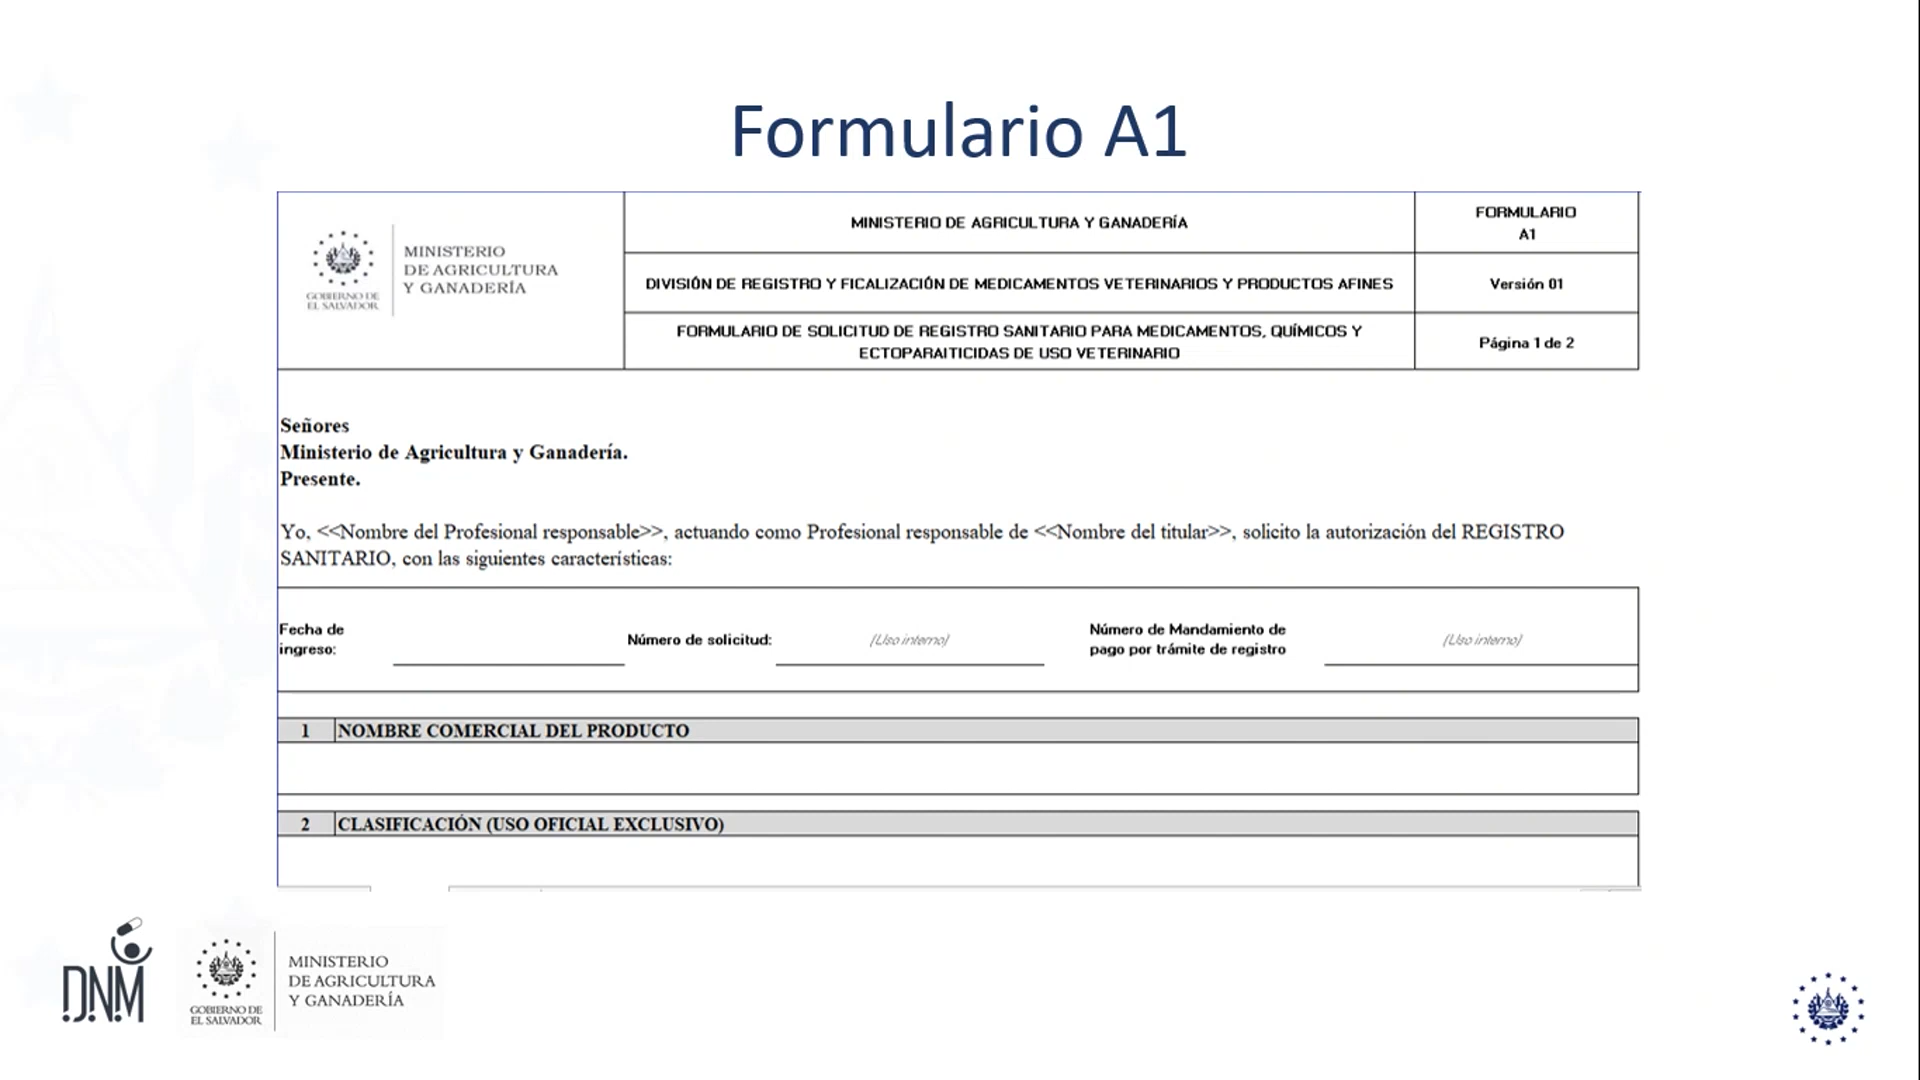 Formulario A1
MINISTERIO
DE AGRICULTURA
Y GANADERÍA
GOBIERNO DE
EL SALVADOR
MINISTERIO DE AGRICULTURA Y GANADERÍA
FORMULARIO
A1
DIVISIÓN DE REGISTRO Y FICALIZACIÓN DE MEDICAMENTOS VETERINARIOS Y PRODUCTOS AFINES
Versión 01
FORMULARIO DE SOLICITUD DE REGISTRO SANITARIO PARA MEDICAMENTOS, QUÍMICOS Y
ECTOPARAITICIDAS DE USO VETERINARIO
Página 1 de 2
Señores
Ministerio de Agricultura y Ganadería.
Presente.
Yo, <<Nombre del Profesional responsable>>, actuando como Profesional responsable de <<Nombre del titular>>, solicito la autorización del REGISTRO
SANITARIO, con las siguientes características:
Fecha de
ingreso:
Número de solicitud:
(Uso interno)
Número de Mandamiento de
pago por trámite de registro
(Uso interno)
1 NOMBRE COMERCIAL DEL PRODUCTO
2 CLASIFICACIÓN (USO OFICIAL EXCLUSIVO)
D.N.M
GOBIERNO DE
EL SALVADOR
MINISTERIO
DE AGRICULTURA
Y GANADERÍA